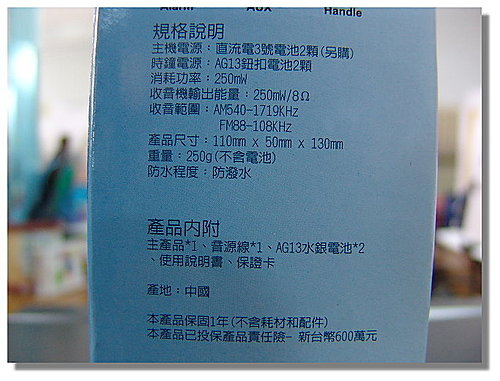 Alarm AUX Handle
規格說明
主機電源：直流電3號電池2顆(另購)
時鐘電源：AG13鈕扣電池2顆
消耗功率：250mW
收音機輸出能量：250mW/8Ω
收音範圍：AM540-1719KHz
FM88-108KHz
產品尺寸：110mm x 50mm x 130mm
重量：250g(不含電池)
防水程度：防潑水
產品內附
主產品*1、音源線*1、AG13水銀電池*2
、使用說明書、保證卡
產地：中國
本產品保固1年(不含耗材和配件)
本產品已投保產品責任險- 新台幣600萬元